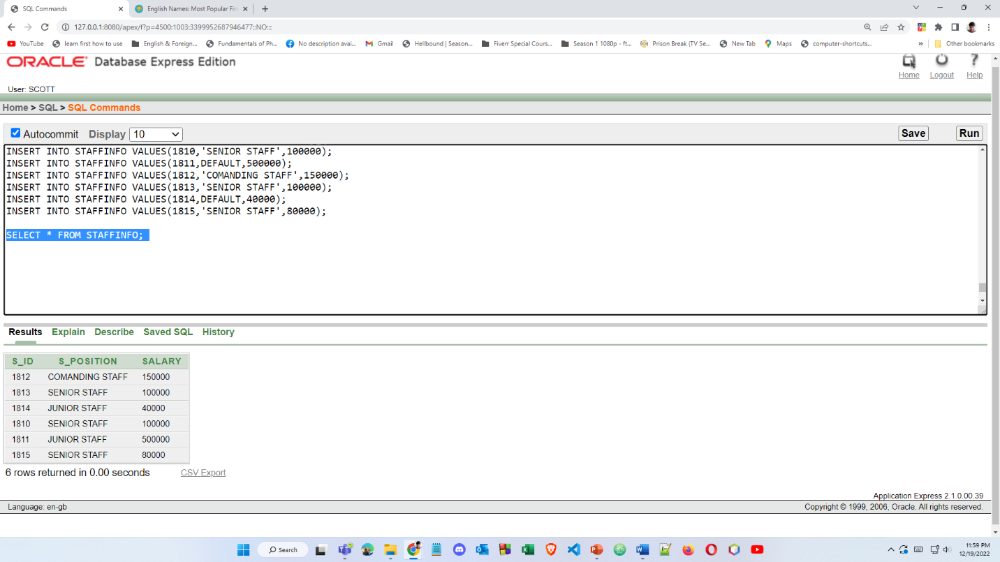 SQL Commands
English Names: Most Popular Fir
127.0.0.1:8080/apex/f?p=4500:1003:3399952687946477::NO:::
YouTube learn first how to use English & Foreign... Fundamentals of Ph... No description avai... Gmail Hellbound | Season... Fiverr Special Cours... Season 1 1080p - ft... Prison Break (TV Se... New Tab Maps computer-shortcuts... » Other bookmarks
ORACLE Database Express Edition
Home Logout Help
User: SCOTT
Home > SQL > SQL Commands
Autocommit Display 10 Save Run
INSERT INTO STAFFINFO VALUES(1810,'SENIOR STAFF',100000);
INSERT INTO STAFFINFO VALUES(1811,DEFAULT,500000);
INSERT INTO STAFFINFO VALUES(1812,'COMANDING STAFF',150000);
INSERT INTO STAFFINFO VALUES(1813,'SENIOR STAFF',100000);
INSERT INTO STAFFINFO VALUES(1814,DEFAULT,40000);
INSERT INTO STAFFINFO VALUES(1815,'SENIOR STAFF',80000);
SELECT * FROM STAFFINFO;
Results Explain Describe Saved SQL History
S_ID S_POSITION SALARY
1812 COMANDING STAFF 150000
1813 SENIOR STAFF 100000
1814 JUNIOR STAFF 40000
1810 SENIOR STAFF 100000
1811 JUNIOR STAFF 500000
1815 SENIOR STAFF 80000
6 rows returned in 0.00 seconds CSV Export
Application Express 2.1.0.00.39
Language: en-gb Copyright © 1999, 2006, Oracle. All rights reserved.
Search
11:59 PM
12/19/2022